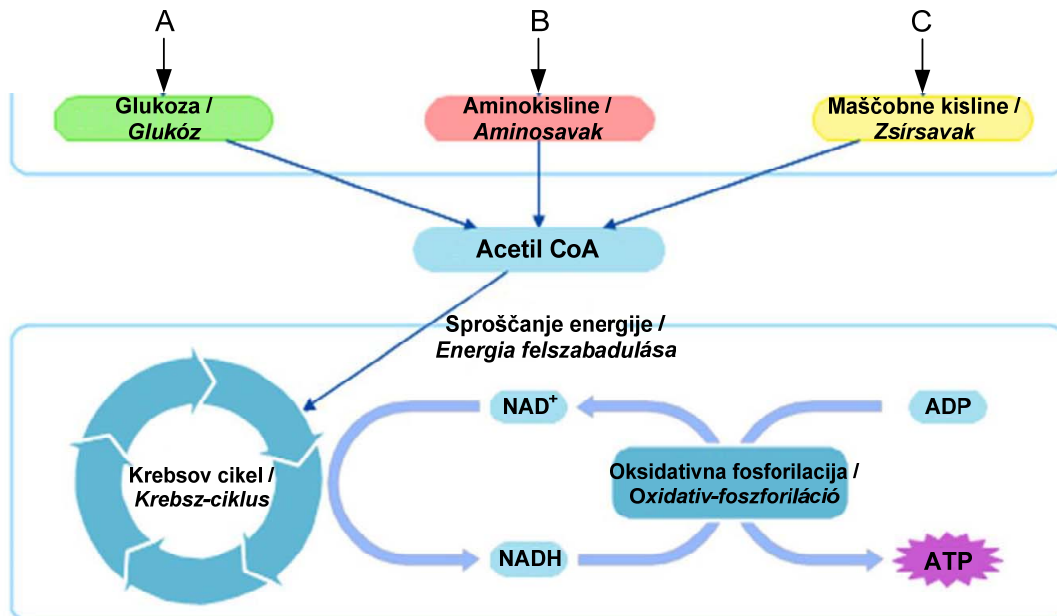 A
B
C
Glukoza /
Glukóz
Aminokisline /
Aminosavak
Maščobne kisline /
Zsírsavak
Acetil CoA
Sproščanje energije /
Energia felszabadulása
Krebsov cikel /
Krebsz-ciklus
NAD⁺
ADP
Oksidativna fosforilacija /
Oxidativ-foszforiláció
NADH
ATP